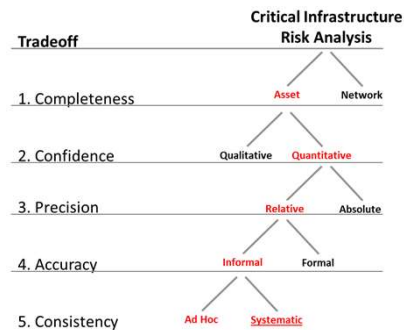 Critical Infrastructure
Tradeoff Risk Analysis
1. Completeness Asset Network
2. Confidence Qualitative Quantitative
3. Precision Relative Absolute
4. Accuracy Informal Formal
5. Consistency Ad Hoc Systematic